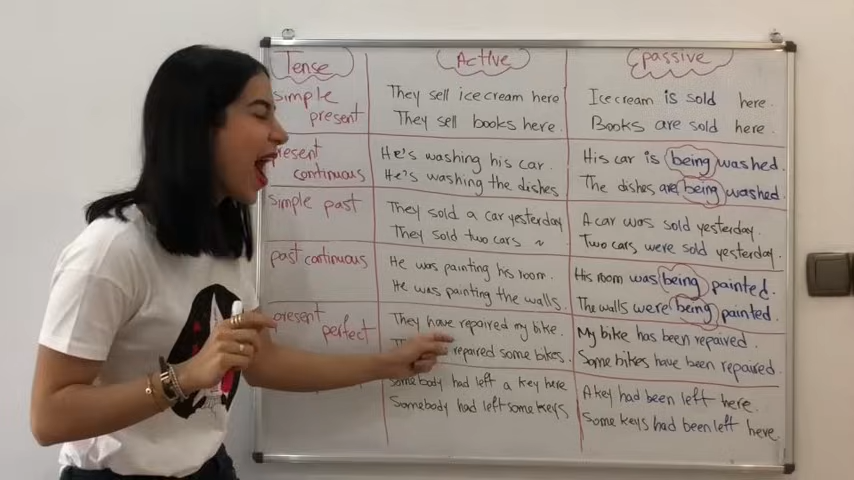 Tense Active passive
simple present
They sell icecream here Icecream is sold here.
They sell books here. Books are sold here.
present continuous
He's washing his car. His car is being washed.
He's washing the dishes The dishes are being washed
simple past
They sold a car yesterday A car was sold yesterday.
They sold two cars ~ Two cars were sold yesterday.
past continuous
He was painting his room. His room was being painted.
He was painting the walls. The walls were being painted
present perfect
They have repaired my bike. My bike has been repaired.
repaired some bikes. Some bikes have been repaired
Somebody had left a key here A key had been left here.
Somebody had left some keys Some keys had been left here.